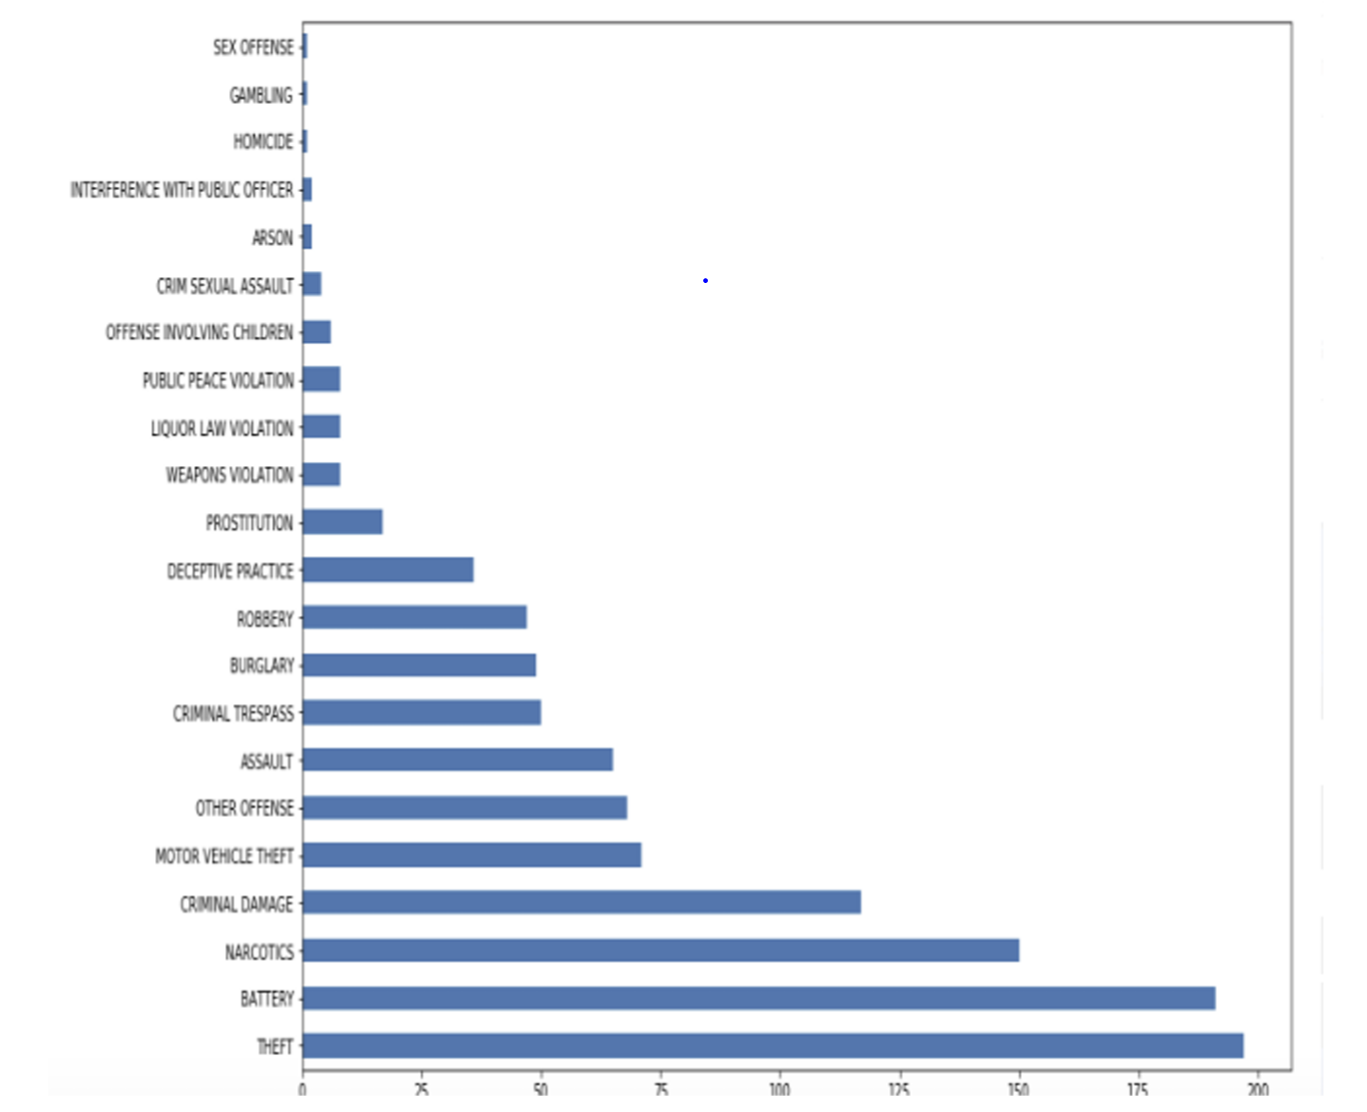 SEX OFFENSE
GAMBLING
HOMICIDE
INTERFERENCE WITH PUBLIC OFFICER
ARSON
CRIM SEXUAL ASSAULT
OFFENSE INVOLVING CHILDREN
PUBLIC PEACE VIOLATION
LIQUOR LAW VIOLATION
WEAPONS VIOLATION
PROSTITUTION
DECEPTIVE PRACTICE
ROBBERY
BURGLARY
CRIMINAL TRESPASS
ASSAULT
OTHER OFFENSE
MOTOR VEHICLE THEFT
CRIMINAL DAMAGE
NARCOTICS
BATTERY
THEFT
0 25 50 75 100 125 150 175 200